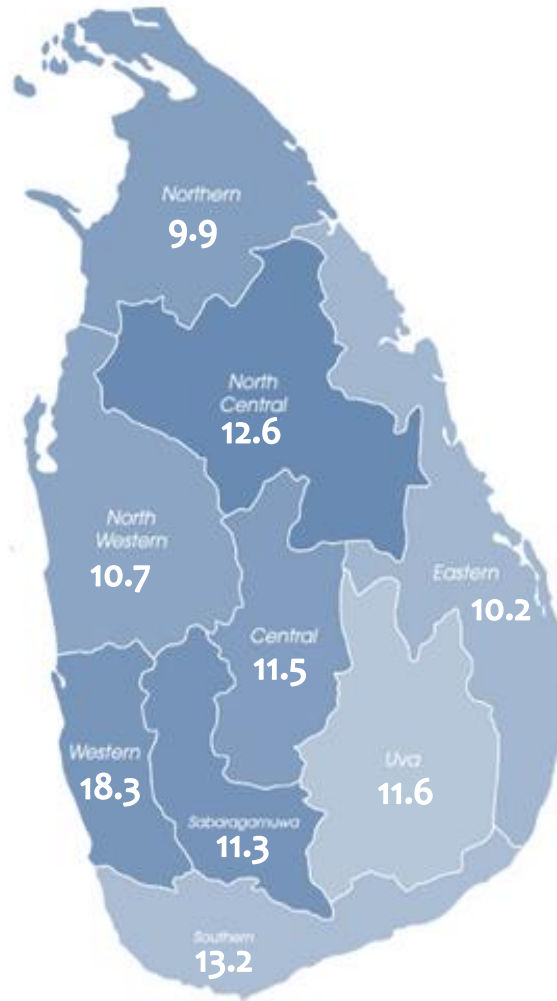 Northern
9.9
North
Central
12.6
North
Western
10.7
Eastern
10.2
Central
11.5
Western
18.3
Uva
11.6
Sabaragamuwa
11.3
Southern
13.2